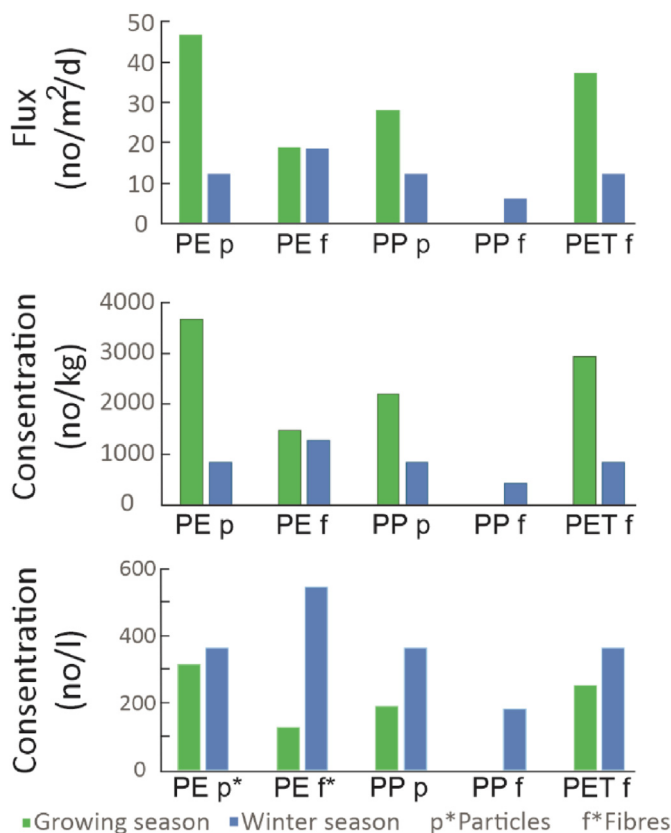 50
40
Flux
(no/m²/d)
30
20
10
0
PE p PE f PP p PP f PET f
4000
Consentration
(no/kg)
3000
2000
1000
0
PE p PE f PP p PP f PET f
600
Consentration
(no/l)
400
200
0
PE p* PE f* PP p PP f PET f
Growing season Winter season p*Particles f*Fibres